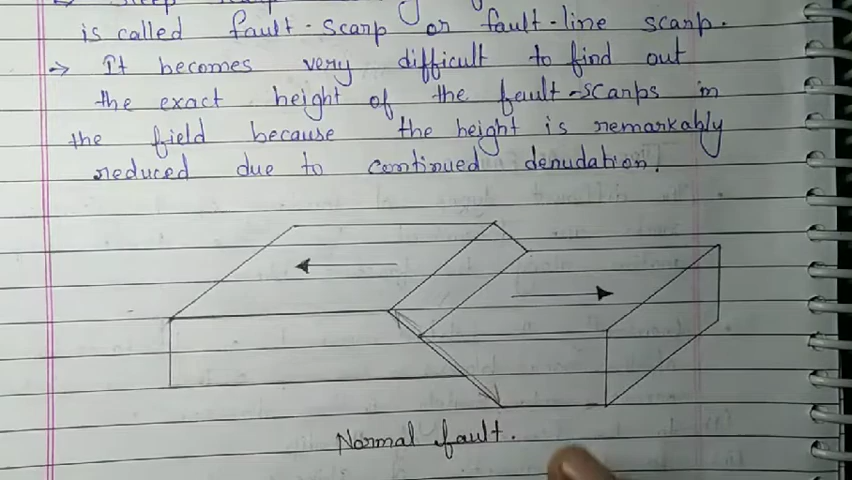 is called fault-scarp or fault-line scarp.
→ It becomes very difficult to find out
the exact height of the fault-scarps in
the field because the height is remarkably
reduced due to continued denudation.
Normal fault.